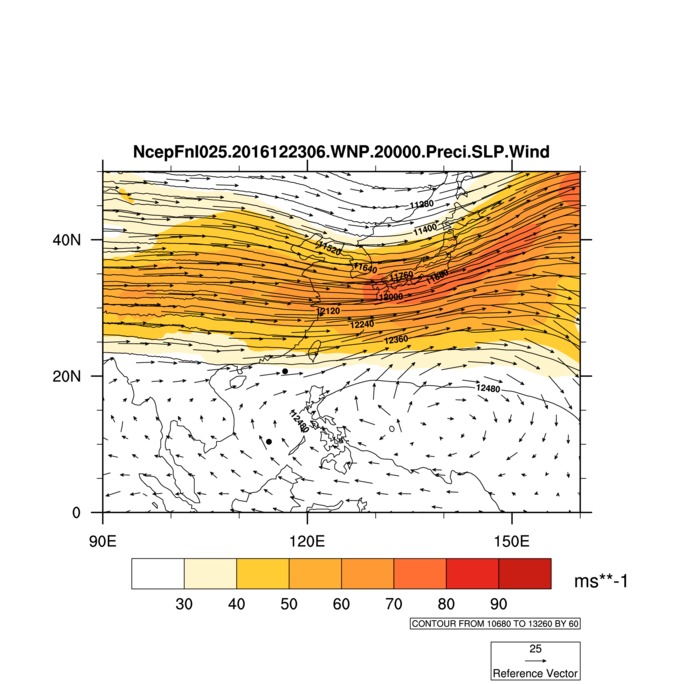 NcepFnl025.2016122306.WNP.20000.Preci.SLP.Wind
11280
40N
11400
11520
11640
11760
11880
12000
12120
12240
12360
20N
12480
12480
0
90E 120E 150E
ms**-1
30 40 50 60 70 80 90
CONTOUR FROM 10680 TO 13260 BY 60
25
Reference Vector